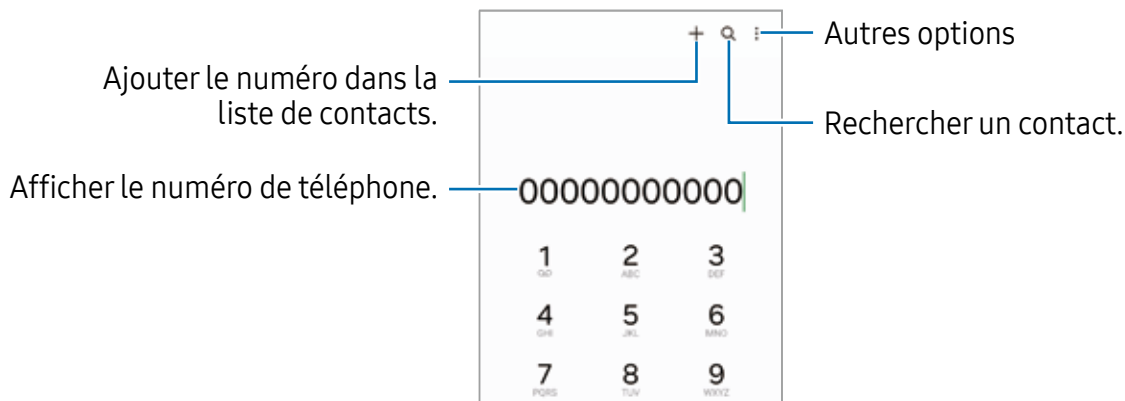 Autres options
Ajouter le numéro dans la
liste de contacts.
Rechercher un contact.
Afficher le numéro de téléphone.
00000000000
1 2 3
ABC DEF
4 5 6
GHI JKL MNO
7 8 9
PQRS TUV WXYZ